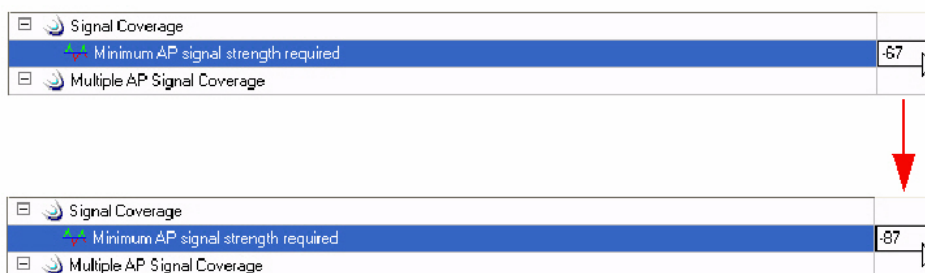 Signal Coverage
Minimum AP signal strength required -67
Multiple AP Signal Coverage
Signal Coverage
Minimum AP signal strength required -87
Multiple AP Signal Coverage